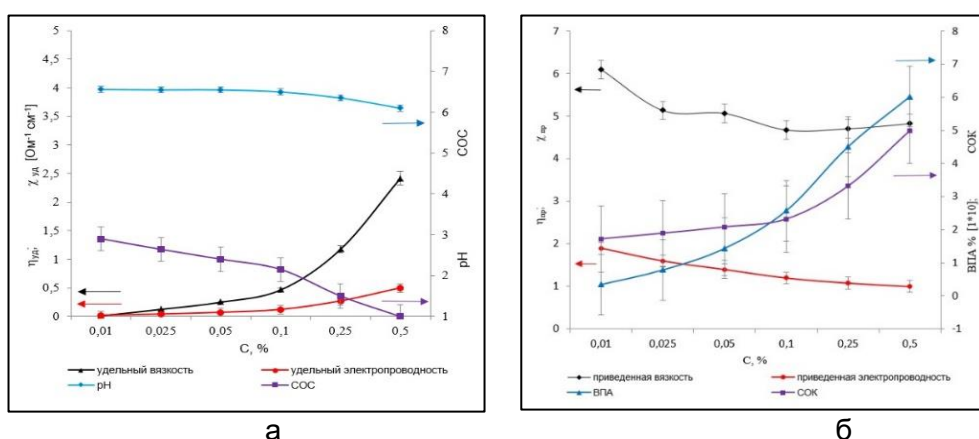 5
4,5
4
3,5
3
2,5
2
1,5
1
0,5
0
8
7
6
5
4
3
2
1
η уд, χ уд [Ом⁻¹ см⁻¹]
pH COC
0,01 0,025 0,05 0,1 0,25 0,5
C, %
удельный вязкость удельный электропроводность
pH COC
а
7
6
5
4
3
2
1
0
8
7
6
5
4
3
2
1
0
-1
η пр, χ пр
ВПА % [1*10]; СОК
0,01 0,025 0,05 0,1 0,25 0,5
C, %
приведенная вязкость приведенная электропроводность
ВПА СОК
б